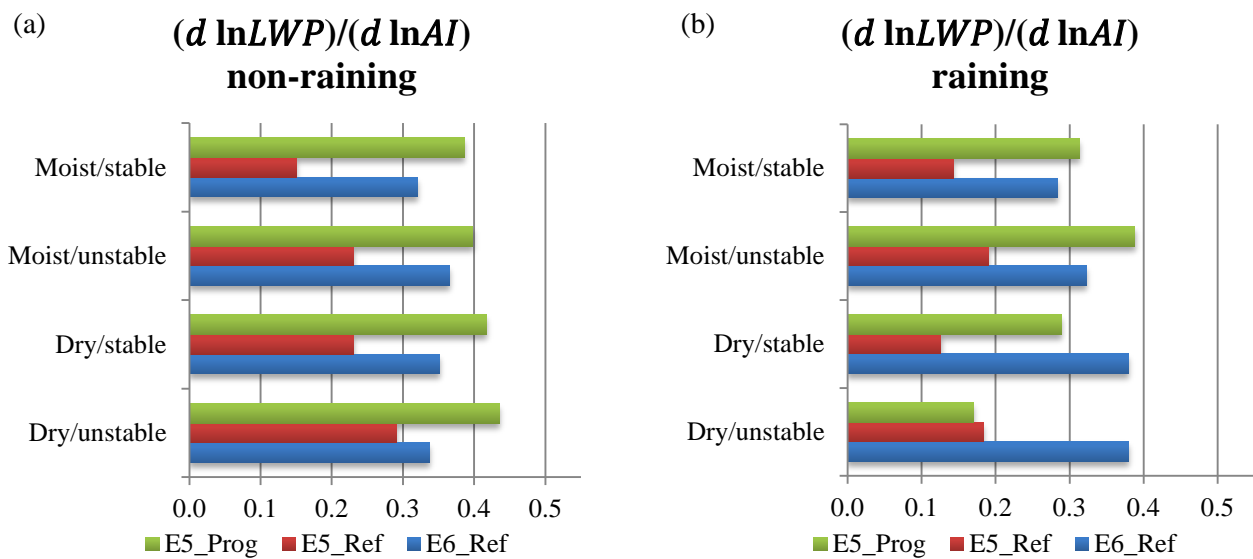 (a)
(d lnLWP)/(d lnAI)
non-raining
Moist/stable
Moist/unstable
Dry/stable
Dry/unstable
0.0 0.1 0.2 0.3 0.4 0.5
E5_Prog E5_Ref E6_Ref
(b)
(d lnLWP)/(d lnAI)
raining
Moist/stable
Moist/unstable
Dry/stable
Dry/unstable
0.0 0.1 0.2 0.3 0.4 0.5
E5_Prog E5_Ref E6_Ref